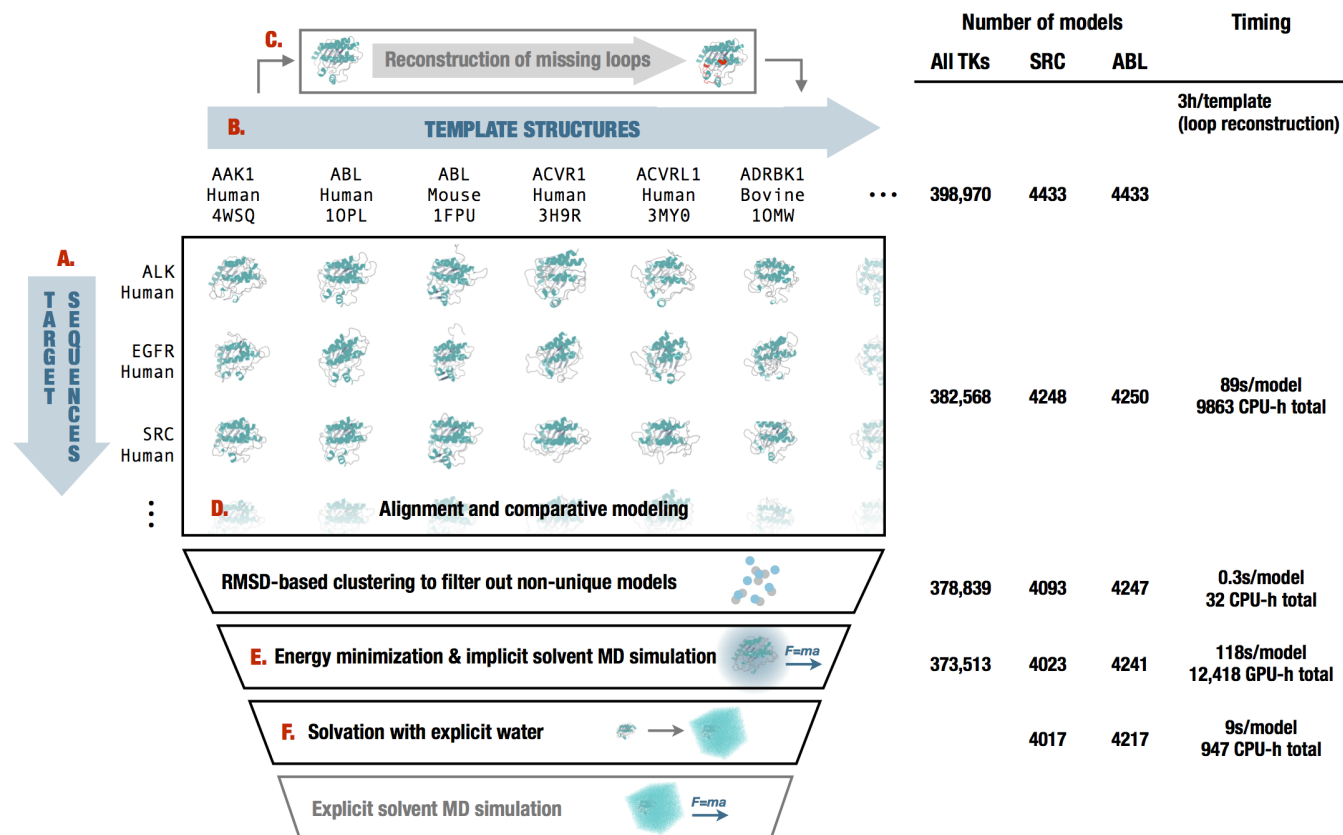 Number of models
Timing
All TKs
SRC
ABL
C.
Reconstruction of missing loops
3h/template
(loop reconstruction)
B.
TEMPLATE STRUCTURES
AAK1
Human
4WSQ
ABL
Human
1OPL
ABL
Mouse
1FPU
ACVR1
Human
3H9R
ACVRL1
Human
3MY0
ADRBK1
Bovine
1OMW
...
398,970
4433
4433
A.
TARGET
SEQUENCES
ALK
Human
EGFR
Human
SRC
Human
...
382,568
4248
4250
89s/model
9863 CPU-h total
D.
Alignment and comparative modeling
RMSD-based clustering to filter out non-unique models
378,839
4093
4247
0.3s/model
32 CPU-h total
E.
Energy minimization & implicit solvent MD simulation
F=ma
373,513
4023
4241
118s/model
12,418 GPU-h total
F.
Solvation with explicit water
4017
4217
9s/model
947 CPU-h total
Explicit solvent MD simulation
F=ma